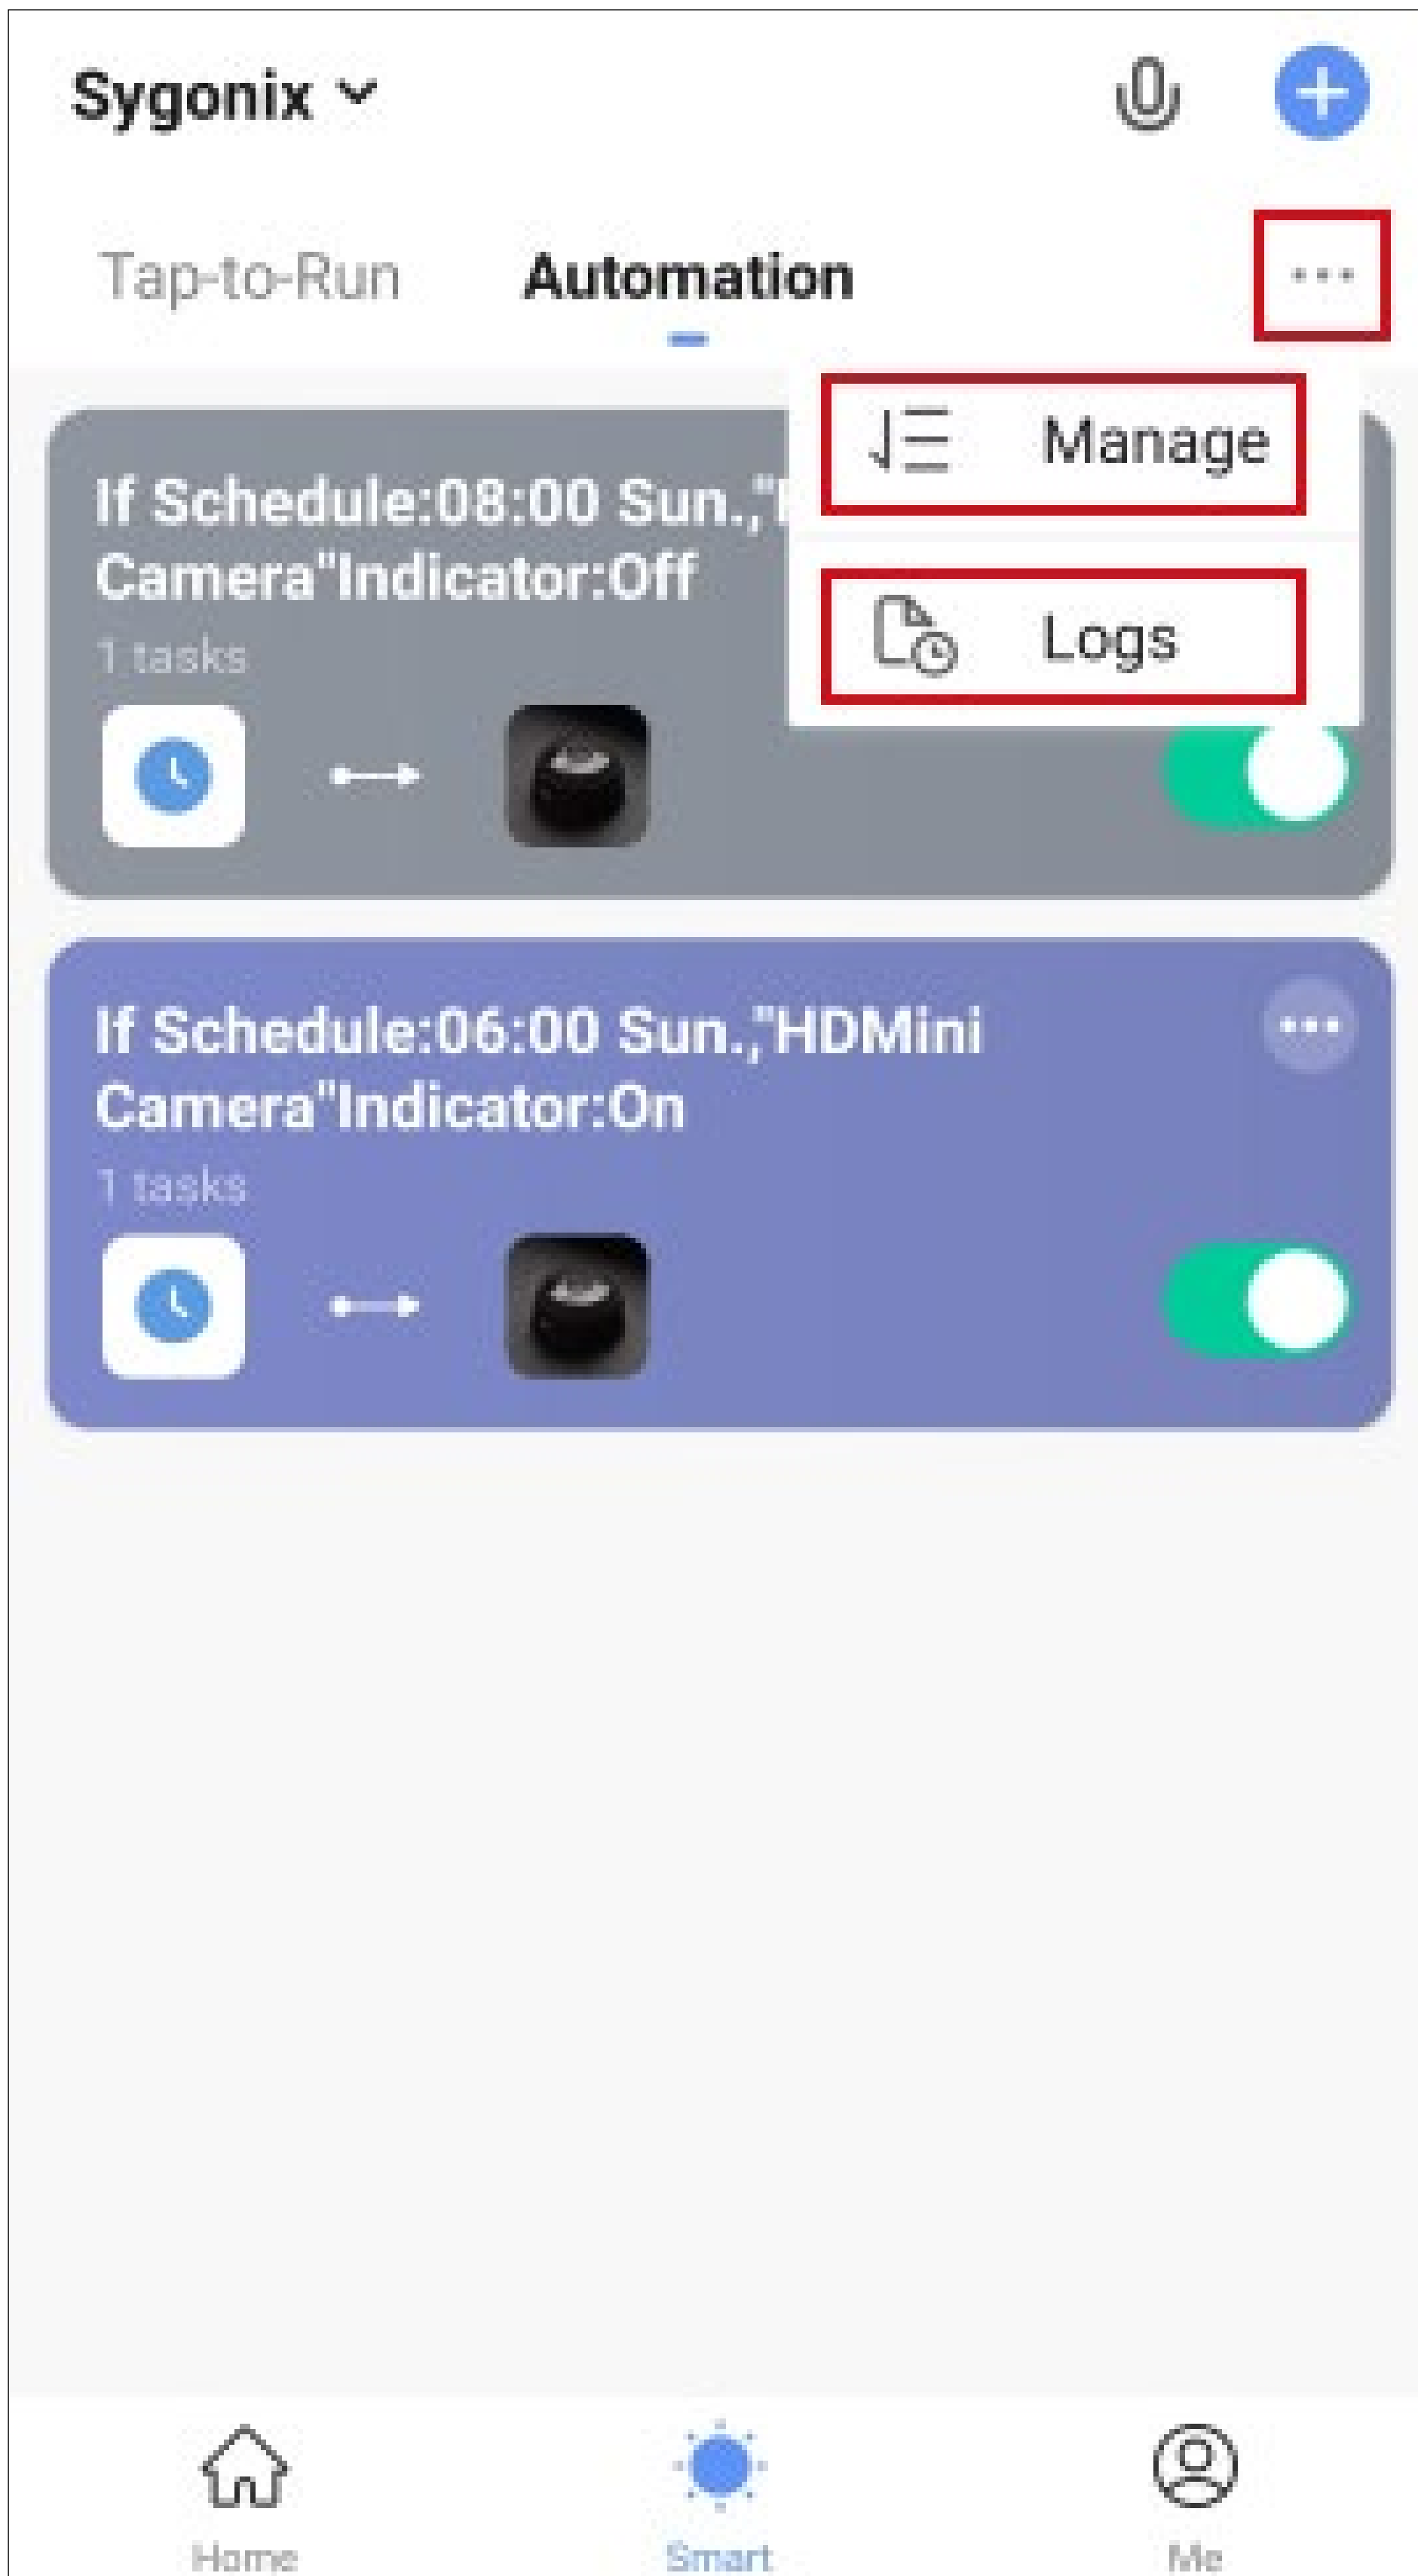 Sygonix
Tap-to-Run Automation
Manage
Logs
If Schedule:08:00 Sun.,"
Camera"Indicator:Off
1 tasks
If Schedule:06:00 Sun.,"HDMini
Camera"Indicator:On
1 tasks
Home Smart Me